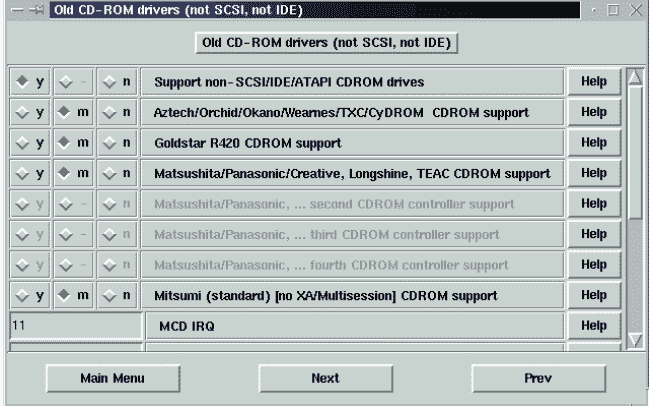 Old CD-ROM drivers (not SCSI, not IDE)
Old CD-ROM drivers (not SCSI, not IDE)
y - n Support non-SCSI/IDE/ATAPI CDROM drives Help
y m n Aztech/Orchid/Okano/Wearnes/TXC/CyDROM CDROM support Help
y m n Goldstar R420 CDROM support Help
y m n Matsushita/Panasonic/Creative, Longshine, TEAC CDROM support Help
y - n Matsushita/Panasonic, ... second CDROM controller support Help
y - n Matsushita/Panasonic, ... third CDROM controller support Help
y - n Matsushita/Panasonic, ... fourth CDROM controller support Help
y m n Mitsumi (standard) [no XA/Multisession] CDROM support Help
11 MCD IRQ Help
Main Menu Next Prev